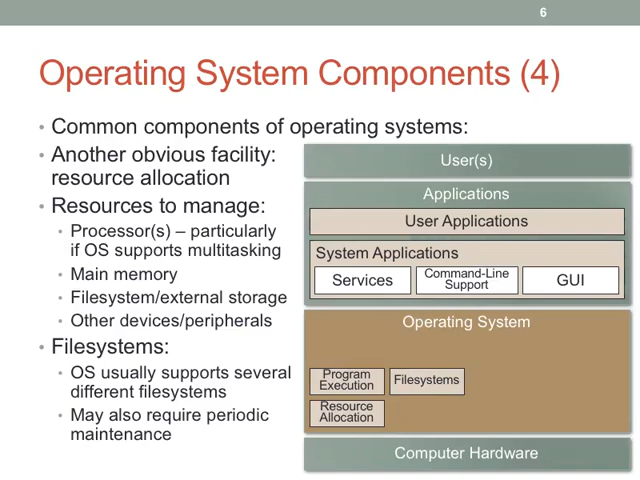 6
Operating System Components (4)
• Common components of operating systems:
• Another obvious facility:
resource allocation
• Resources to manage:
• Processor(s) – particularly
if OS supports multitasking
• Main memory
• Filesystem/external storage
• Other devices/peripherals
• Filesystems:
• OS usually supports several
different filesystems
• May also require periodic
maintenance
User(s)
Applications
User Applications
System Applications
Services
Command-Line
Support
GUI
Operating System
Program
Execution
Filesystems
Resource
Allocation
Computer Hardware